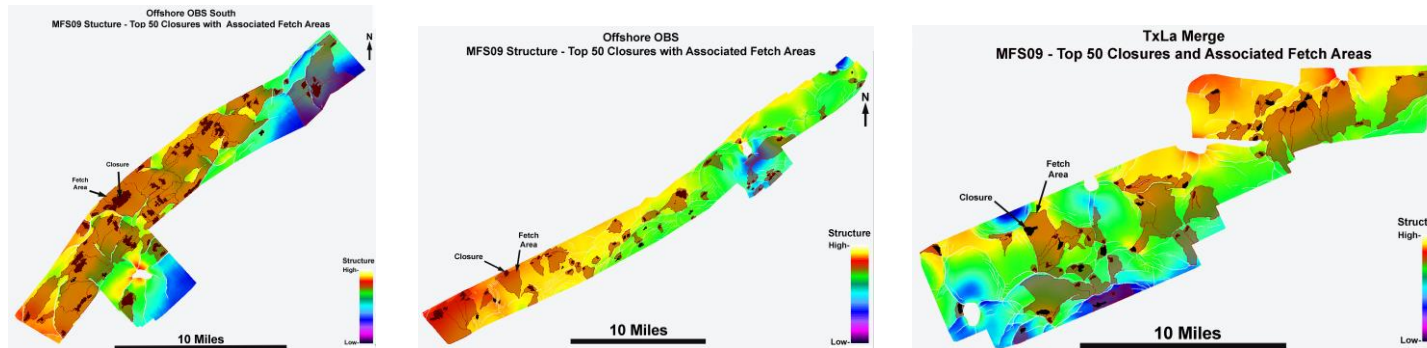 Offshore OBS South
MFS09 Stucture - Top 50 Closures with Associated Fetch Areas
N
Closure
Fetch
Area
Structure
High-
Low-
10 Miles
Offshore OBS
MFS09 Structure - Top 50 Closures with Associated Fetch Areas
N
Fetch
Area
Closure
Structure
High-
Low-
10 Miles
TxLa Merge
MFS09 - Top 50 Closures and Associated Fetch Areas
Fetch
Area
Closure
Structure
High-
Low-
10 Miles